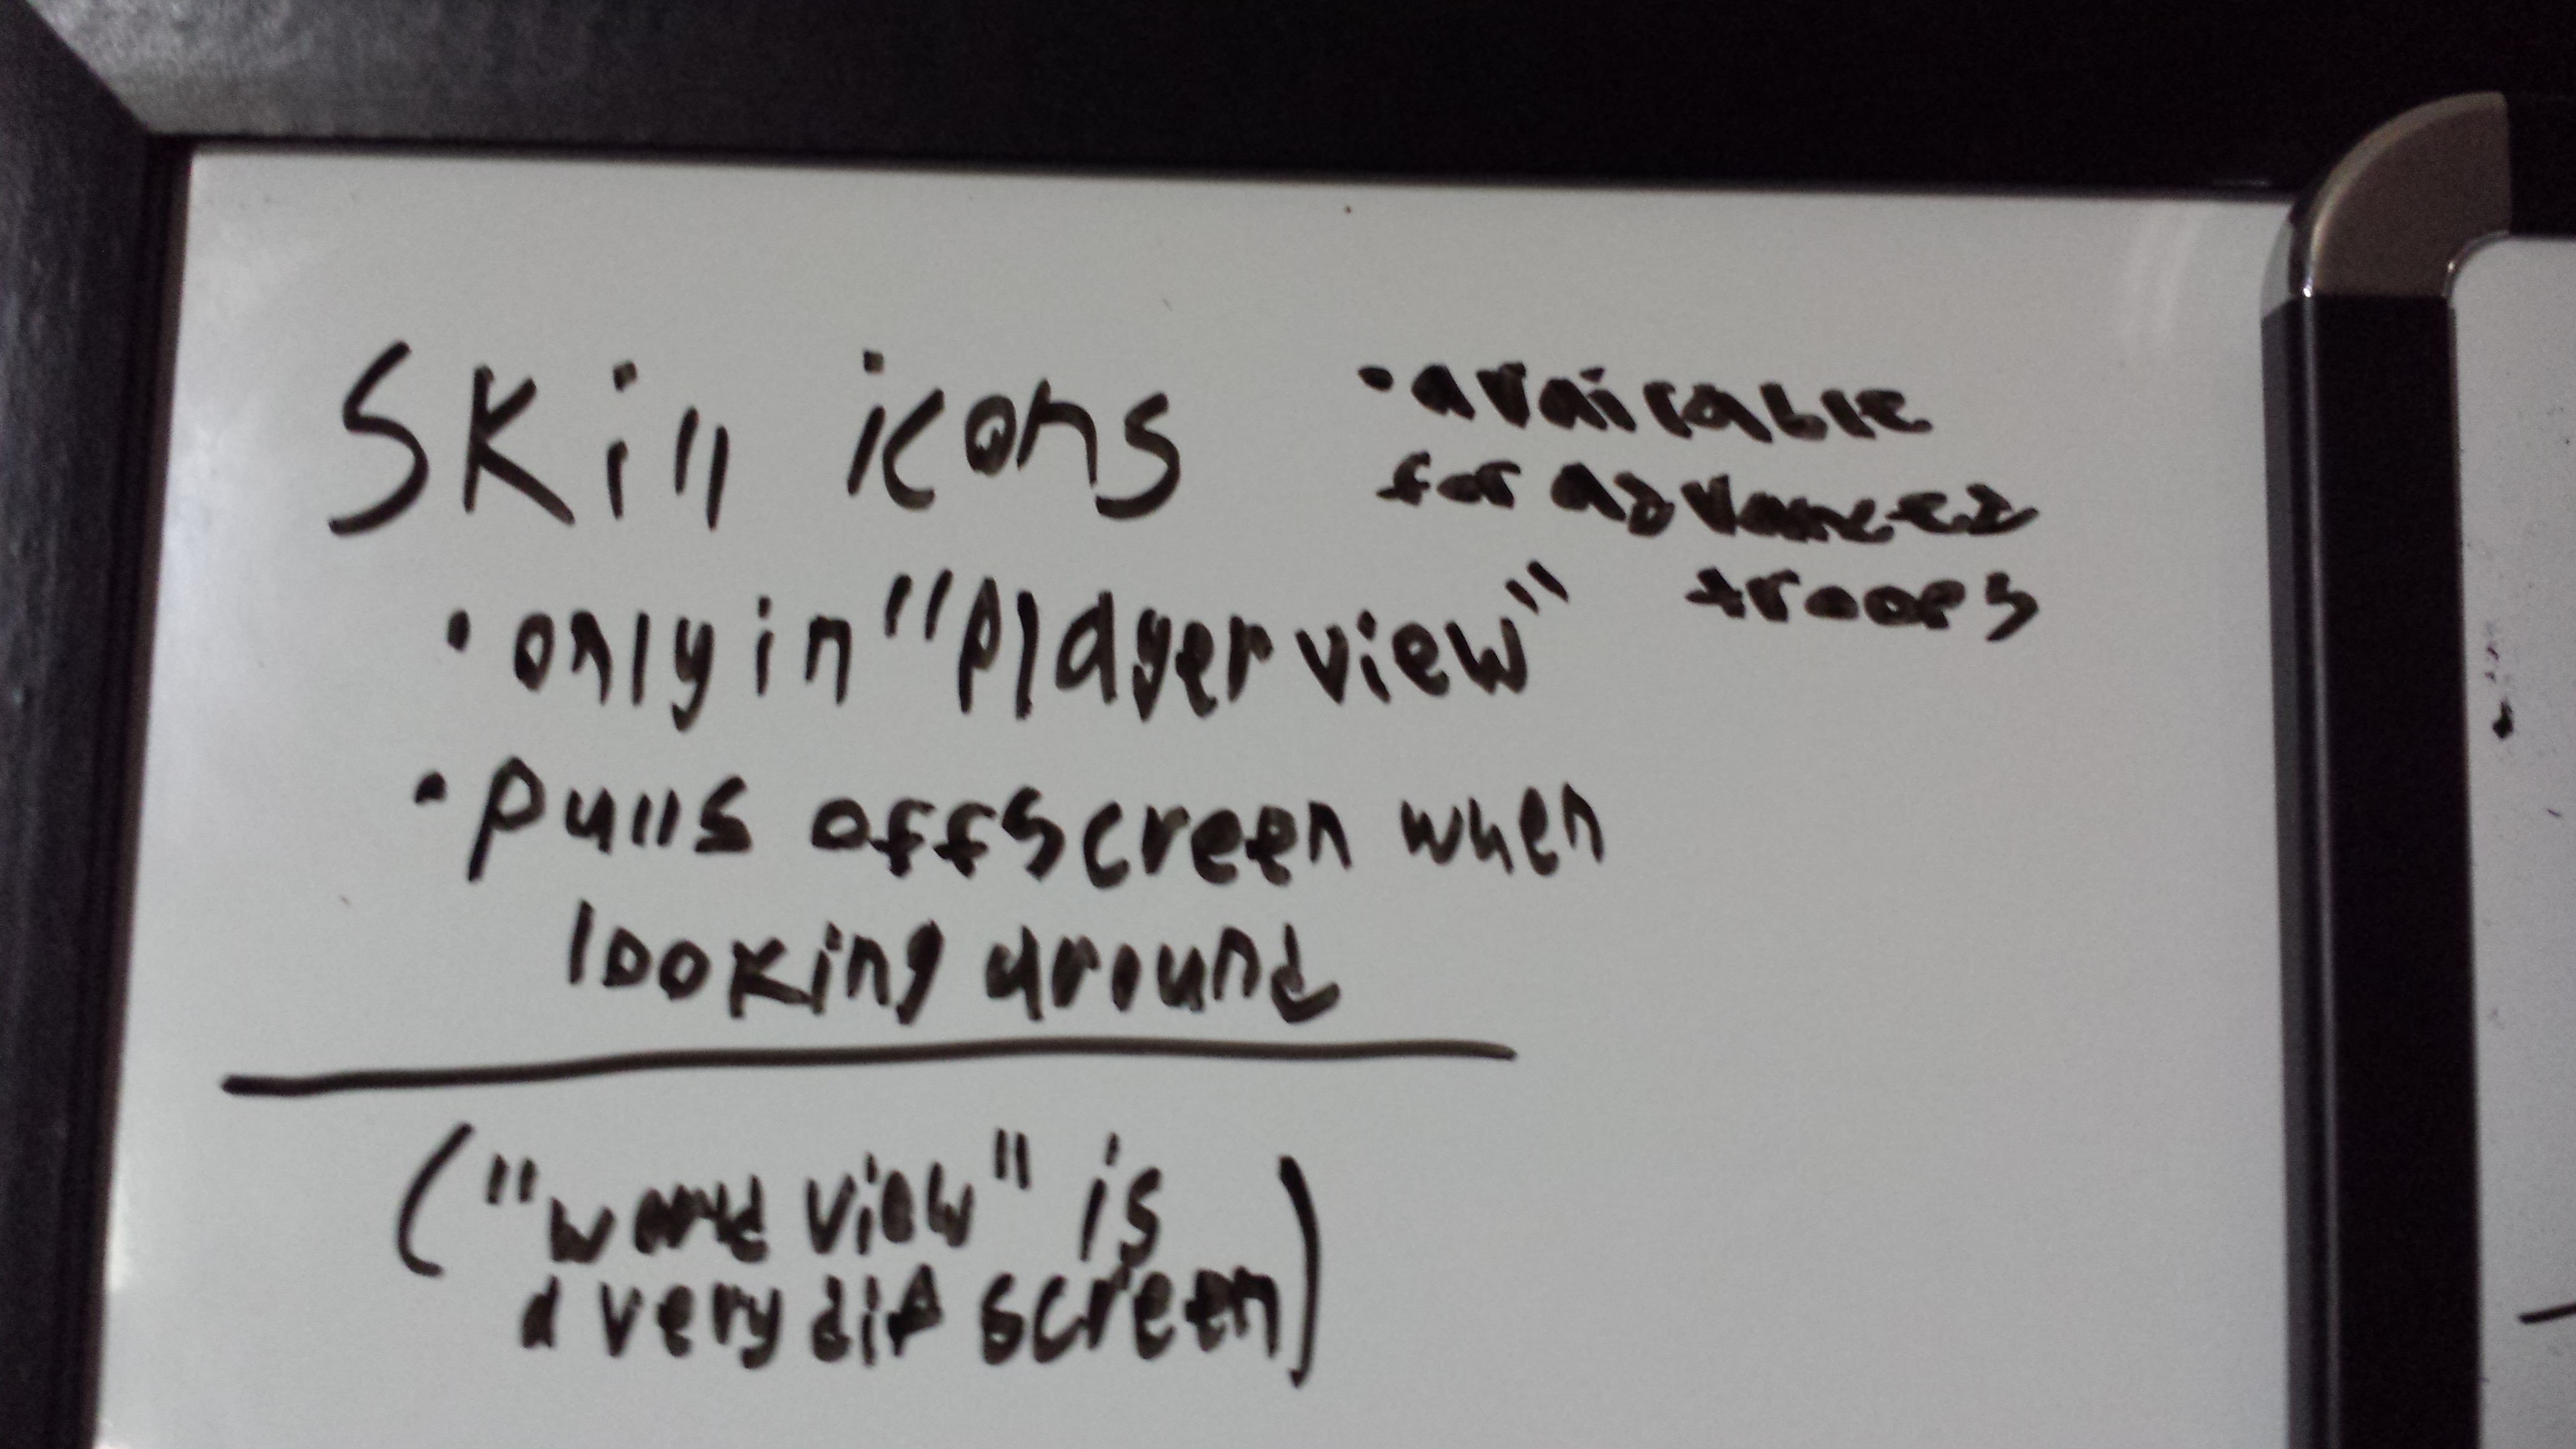 Skill icons
• only in "player view"
• pulls offscreen when
looking around
• available
for advanced
troops
("world view" is
a very dif screen)